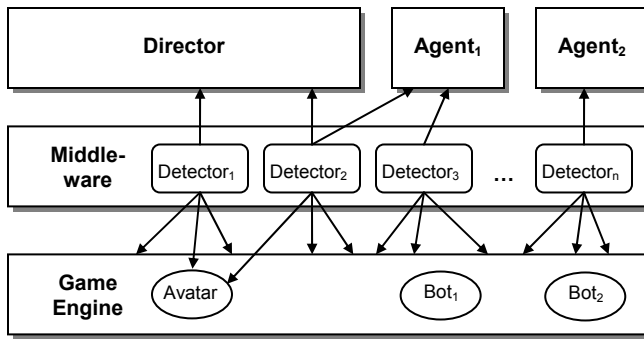 Director
Agent₁
Agent₂
Middle-
ware
Detector₁
Detector₂
Detector₃
...
Detectorₙ
Game
Engine
Avatar
Bot₁
Bot₂